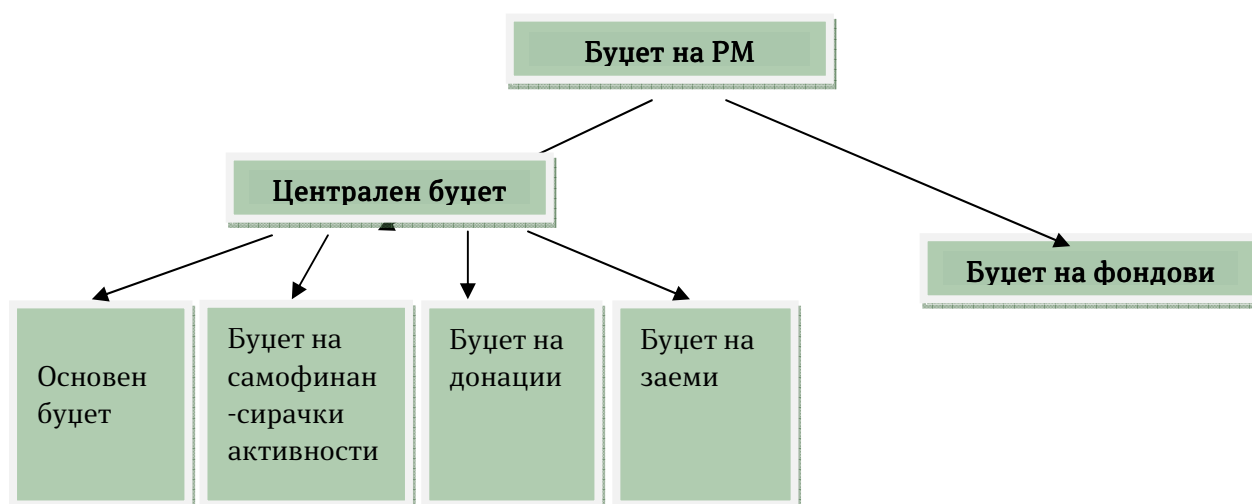 Буџет на РМ
Централен буџет
Буџет на фондови
Основен
буџет
Буџет на
самофинан
-сирачки
активности
Буџет на
донации
Буџет на
заеми